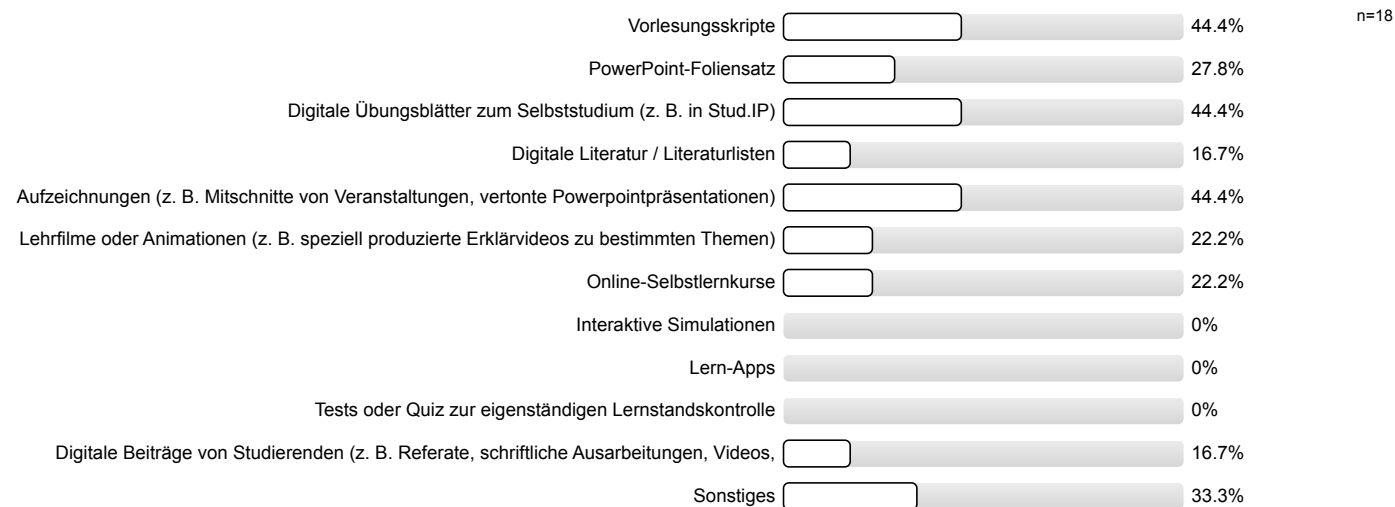 n=18
Vorlesungsskripte 44.4%
PowerPoint-Foliensatz 27.8%
Digitale Übungsblätter zum Selbststudium (z. B. in Stud.IP) 44.4%
Digitale Literatur / Literaturlisten 16.7%
Aufzeichnungen (z. B. Mitschnitte von Veranstaltungen, vertonte Powerpointpräsentationen) 44.4%
Lehrfilme oder Animationen (z. B. speziell produzierte Erklärvideos zu bestimmten Themen) 22.2%
Online-Selbstlernkurse 22.2%
Interaktive Simulationen 0%
Lern-Apps 0%
Tests oder Quiz zur eigenständigen Lernstandskontrolle 0%
Digitale Beiträge von Studierenden (z. B. Referate, schriftliche Ausarbeitungen, Videos, 16.7%
Sonstiges 33.3%